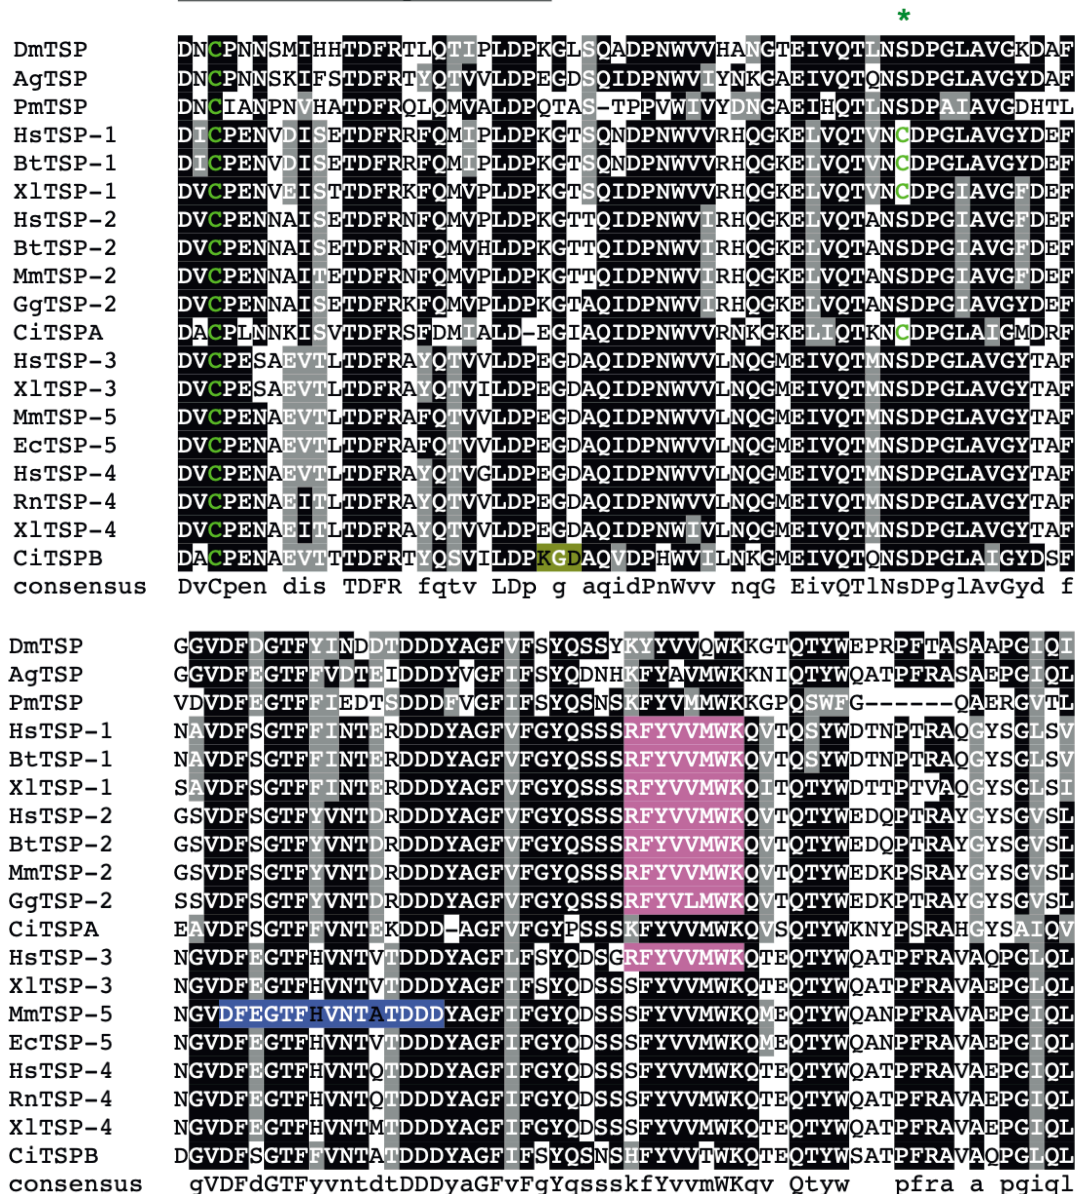 *
DmTSP DNCPNNSMIHHTDFRTLQTIPLDPKGLSQADPNWVVHANGTEIVQTLNSDPGLAVGKDAF
AgTSP DNCPNNSKIFSTDFRTYQTVVLDPEGDSQIDPNWVIYNKGAEIVQTQNSDPGLAVGYDAF
PmTSP DNCIANPNVHATDFRQLQMVALDPQTAS-TPPVWIVYDNGAEIHQTLNSDPAIAVGDHTL
HsTSP-1 DICPENVDISETDFRRFQMIPLDPKGTSQNDPNWVVRHQGKELVQTVNCDPGLAVGYDEF
BtTSP-1 DICPENVDISETDFRRFQMIPLDPKGTSQNDPNWVVRHQGKELVQTVNCDPGLAVGYDEF
XlTSP-1 DVCPENVEISTTDFRKFQMVPLDPKGTSQIDPNWVVRHQGKELVQTVNCDPGIAVGFDEF
HsTSP-2 DVCPENNAISETDFRNFQMVPLDPKGTTQIDPNWVIRHQGKELVQTANSDPGIAVGFDEF
BtTSP-2 DVCPENNAISETDFRNFQMVHLDPKGTTQIDPNWVIRHQGKELVQTANSDPGIAVGFDEF
MmTSP-2 DVCPENNAITETDFRNFQMVPLDPKGTTQIDPNWVIRHQGKELVQTANSDPGIAVGFDEF
GgTSP-2 DVCPENNAISETDFRKFQMVPLDPKGTAQIDPNWVIRHQGKELVQTANSDPGIAVGYDEF
CiTSPA DACPLNNKISVTDFRSFDMIALD-EGIAQIDPNWVVRNKGKELIQTKNCDPGLAIGMDRF
HsTSP-3 DVCPESAEVTLTDFRAYQTVVLDPEGDAQIDPNWVVLNQGMEIVQTMNSDPGLAVGYTAF
XlTSP-3 DVCPESAEVTLTDFRAYQTVILDPEGDAQIDPNWVVLNQGMEIVQTMNSDPGLAVGYTAF
MmTSP-5 DVCPENAEVTLTDFRAFQTVVLDPEGDAQIDPNWVVLNQGMEIVQTMNSDPGLAVGYTAF
EcTSP-5 DVCPENAEVTLTDFRAFQTVVLDPEGDAQIDPNWVVLNQGMEIVQTMNSDPGLAVGYTAF
HsTSP-4 DVCPENAEVTLTDFRAYQTVGLDPEGDAQIDPNWVVLNQGMEIVQTMNSDPGLAVGYTAF
RnTSP-4 DVCPENAEITLTDFRAYQTVVLDPEGDAQIDPNWVVLNQGMEIVQTMNSDPGLAVGYTAF
XlTSP-4 DVCPENAEITLTDFRAYQTVVLDPEGDAQIDPNWIVLNQGMEIVQTMNSDPGLAVGYTAF
CiTSPB DACPENAEVTTTDFRTYQSVILDPKGDAQVDPHWVILNKGMEIVQTQNSDPGLAIGYDSF
consensus DvCpen dis TDFR fqtv LDp g aqidPnWvv nqG EivQTlNsDPglAvGyd f
DmTSP GGVDFDGTFYINDDTDDDYAGFVFSYQSSYKYYVVQWKKGTQTYWEPRPFTASAAPGIQI
AgTSP GGVDFEGTFFVDTEIDDDYVGFIFSYQDNHKFYAVMWKKNIQTYWQATPFRASAEPGIQL
PmTSP VDVDFEGTFFIEDTSDDDFVGFIFSYQSNSKFYVMMWKKGPQSWFG------QAERGVTL
HsTSP-1 NAVDFSGTFFINTERDDDYAGFVFGYQSSSRFYVVMWKQVTQSYWDTNPTRAQGYSGLSV
BtTSP-1 NAVDFSGTFFINTERDDDYAGFVFGYQSSSRFYVVMWKQVTQSYWDTNPTRAQGYSGLSV
XlTSP-1 SAVDFSGTFFINTERDDDYAGFVFGYQSSSRFYVVMWKQITQTYWDTTPTVAQGYSGLSI
HsTSP-2 GSVDFSGTFYVNTDRDDDYAGFVFGYQSSSRFYVVMWKQVTQTYWEDQPTRAYGYSGVSL
BtTSP-2 GSVDFSGTFYVNTDRDDDYAGFVFGYQSSSRFYVVMWKQVTQTYWEDQPTRAYGYSGVSL
MmTSP-2 GSVDFSGTFYVNTDRDDDYAGFVFGYQSSSRFYVVMWKQVTQTYWEDKPSRAYGYSGVSL
GgTSP-2 SSVDFSGTFYVNTDRDDDYAGFVFGYQSSSRFYVLMWKQVTQTYWEDKPTRAYGYSGVSL
CiTSPA EAVDFSGTFFVNTEKDDD-AGFVFGYPSSSKFYVVMWKQVSQTYWKNYPSRAHGYSAIQV
HsTSP-3 NGVDFEGTFHVNTVTDDDYAGFLFSYQDSGRFYVVMWKQTEQTYWQATPFRAVAQPGLQL
XlTSP-3 NGVDFEGTFHVNTVTDDDYAGFIFSYQDSSSFYVVMWKQTEQTYWQATPFRAVAEPGLQL
MmTSP-5 NGVDFEGTFHVNTATDDDYAGFIFGYQDSSSFYVVMWKQMEQTYWQANPFRAVAEPGIQL
EcTSP-5 NGVDFEGTFHVNTVTDDDYAGFIFGYQDSSSFYVVMWKQMEQTYWQANPFRAVAEPGIQL
HsTSP-4 NGVDFEGTFHVNTQTDDDYAGFIFGYQDSSSFYVVMWKQTEQTYWQATPFRAVAEPGIQL
RnTSP-4 NGVDFEGTFHVNTQTDDDYAGFIFGYQDSSSFYVVMWKQTEQTYWQATPFRAVAEPGIQL
XlTSP-4 NGVDFEGTFHVNTMTDDDYAGFIFGYQDSSSFYVVMWKQTEQTYWQATPFRAVAEPGIQL
CiTSPB DGVDFSGTFFVNTATDDDYAGFIFSYQSNSHFYVVTWKQTEQTYWSATPFRAVAQPGIQL
consensus gVDFdGTFyvntdtDDDyaGFvFgYqssskfYvvmWKqv Qtyw pfra a pgiql